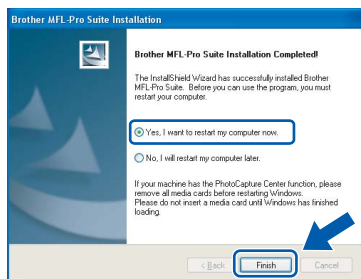 Brother MFL-Pro Suite Installation
Brother MFL-Pro Suite Installation Completed!
The InstallShield Wizard has successfully installed Brother
MFL-Pro Suite. Before you can use the program, you must
restart your computer.
Yes, I want to restart my computer now.
No, I will restart my computer later.
If your machine has the PhotoCapture Center function, please
remove all media cards before restarting Windows.
Please do not insert a media card until Windows has finished
loading.
< Back Finish Cancel